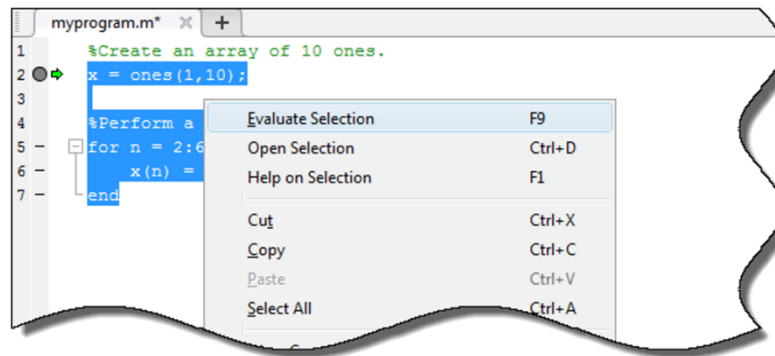 myprogram.m* × +
1 %Create an array of 10 ones.
2 x = ones(1,10);
3
4 %Perform a
5 – for n = 2:6
6 – x(n) =
7 – end
Evaluate Selection F9
Open Selection Ctrl+D
Help on Selection F1
Cut Ctrl+X
Copy Ctrl+C
Paste Ctrl+V
Select All Ctrl+A